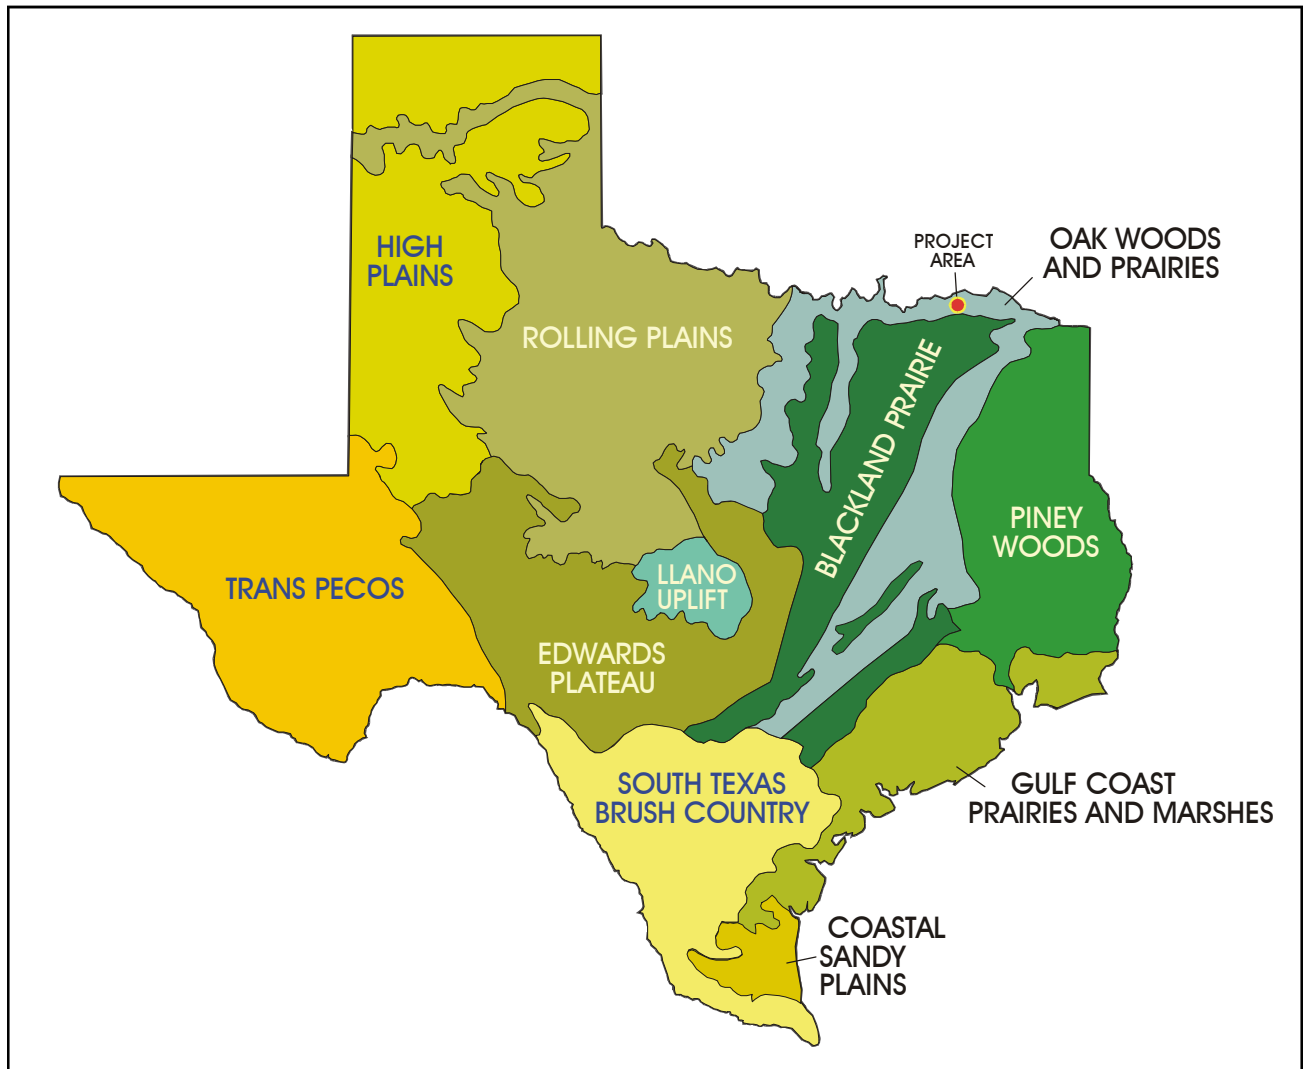 HIGH
PLAINS
ROLLING PLAINS
PROJECT
AREA
OAK WOODS
AND PRAIRIES
BLACKLAND PRAIRIE
PINEY
WOODS
TRANS PECOS
LLANO
UPLIFT
EDWARDS
PLATEAU
SOUTH TEXAS
BRUSH COUNTRY
GULF COAST
PRAIRIES AND MARSHES
COASTAL
SANDY
PLAINS